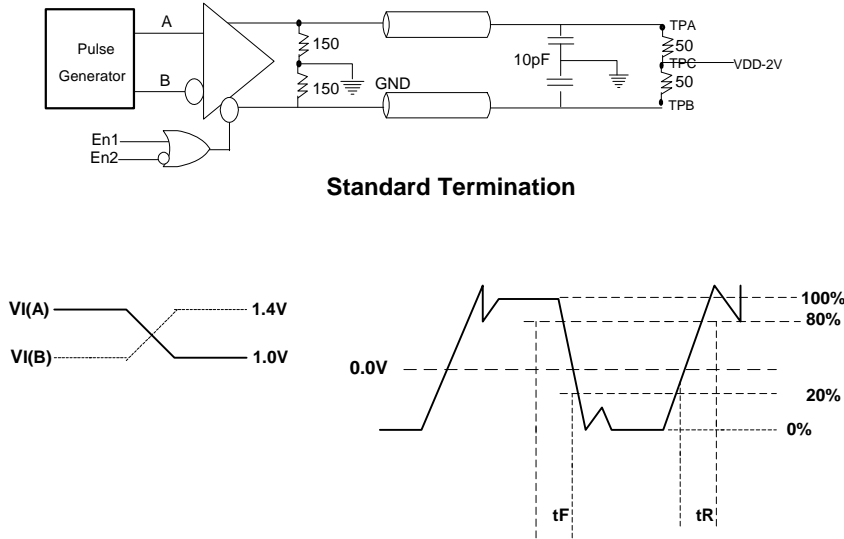 A
Pulse
Generator
B
En1
En2
150
150
GND
10pF
TPA
50
TPC
VDD-2V
50
TPB
Standard Termination
VI(A)
1.4V
VI(B)
1.0V
100%
80%
0.0V
20%
0%
tF
tR